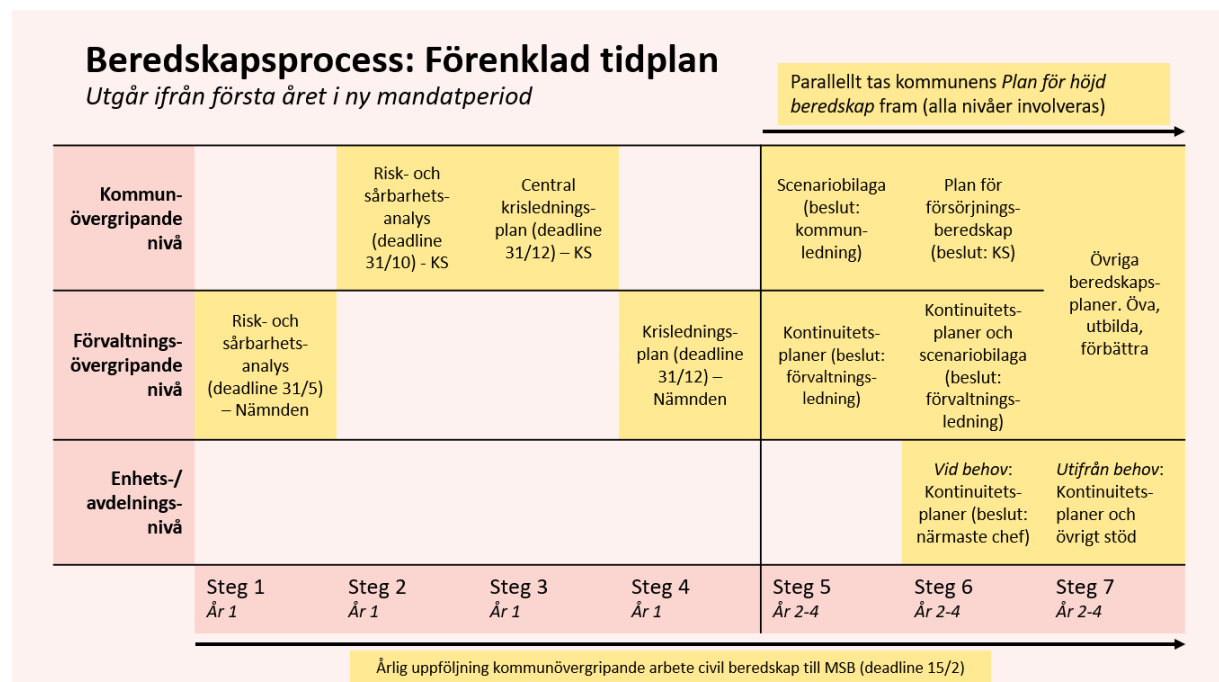 Beredskapsprocess: Förenklad tidplan
Utgår ifrån första året i ny mandatperiod
Parallellt tas kommunens Plan för höjd
beredskap fram (alla nivåer involveras)
Kommun-
övergripande
nivå
Risk- och
sårbarhets-
analys
(deadline
31/10) - KS
Central
krislednings-
plan (deadline
31/12) – KS
Scenariobilaga
(beslut:
kommun-
ledning)
Plan för
försörjnings-
beredskap
(beslut: KS)
Övriga
beredskaps-
planer. Öva,
utbilda,
förbättra
Förvaltnings-
övergripande
nivå
Risk- och
sårbarhets-
analys
(deadline 31/5)
– Nämnden
Krislednings-
plan (deadline
31/12) –
Nämnden
Kontinuitets-
planer (beslut:
förvaltnings-
ledning)
Kontinuitets-
planer och
scenariobilaga
(beslut:
förvaltnings-
ledning)
Enhets-/
avdelnings-
nivå
Vid behov:
Kontinuitets-
planer (beslut:
närmaste chef)
Utifrån behov:
Kontinuitets-
planer och
övrigt stöd
Steg 1
År 1
Steg 2
År 1
Steg 3
År 1
Steg 4
År 1
Steg 5
År 2-4
Steg 6
År 2-4
Steg 7
År 2-4
Årlig uppföljning kommunövergripande arbete civil beredskap till MSB (deadline 15/2)